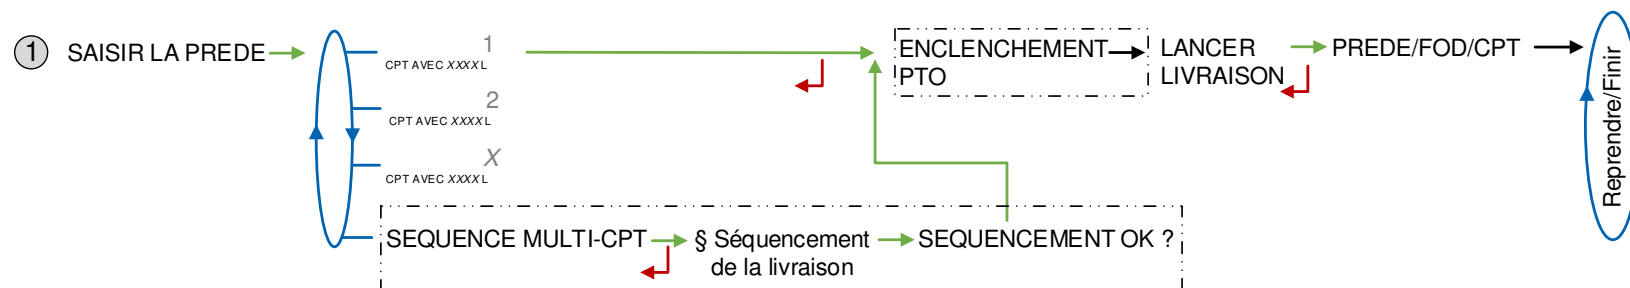 1 SAISIR LA PREDE
1
CPT AVEC XXXX L
2
CPT AVEC XXXX L
X
CPT AVEC XXXX L
SEQUENCE MULTI-CPT
§ Séquencement
de la livraison
SEQUENCEMENT OK ?
ENCLENCHEMENT
PTO
LANCER
LIVRAISON
PREDE/FOD/CPT
Reprendre/Finir